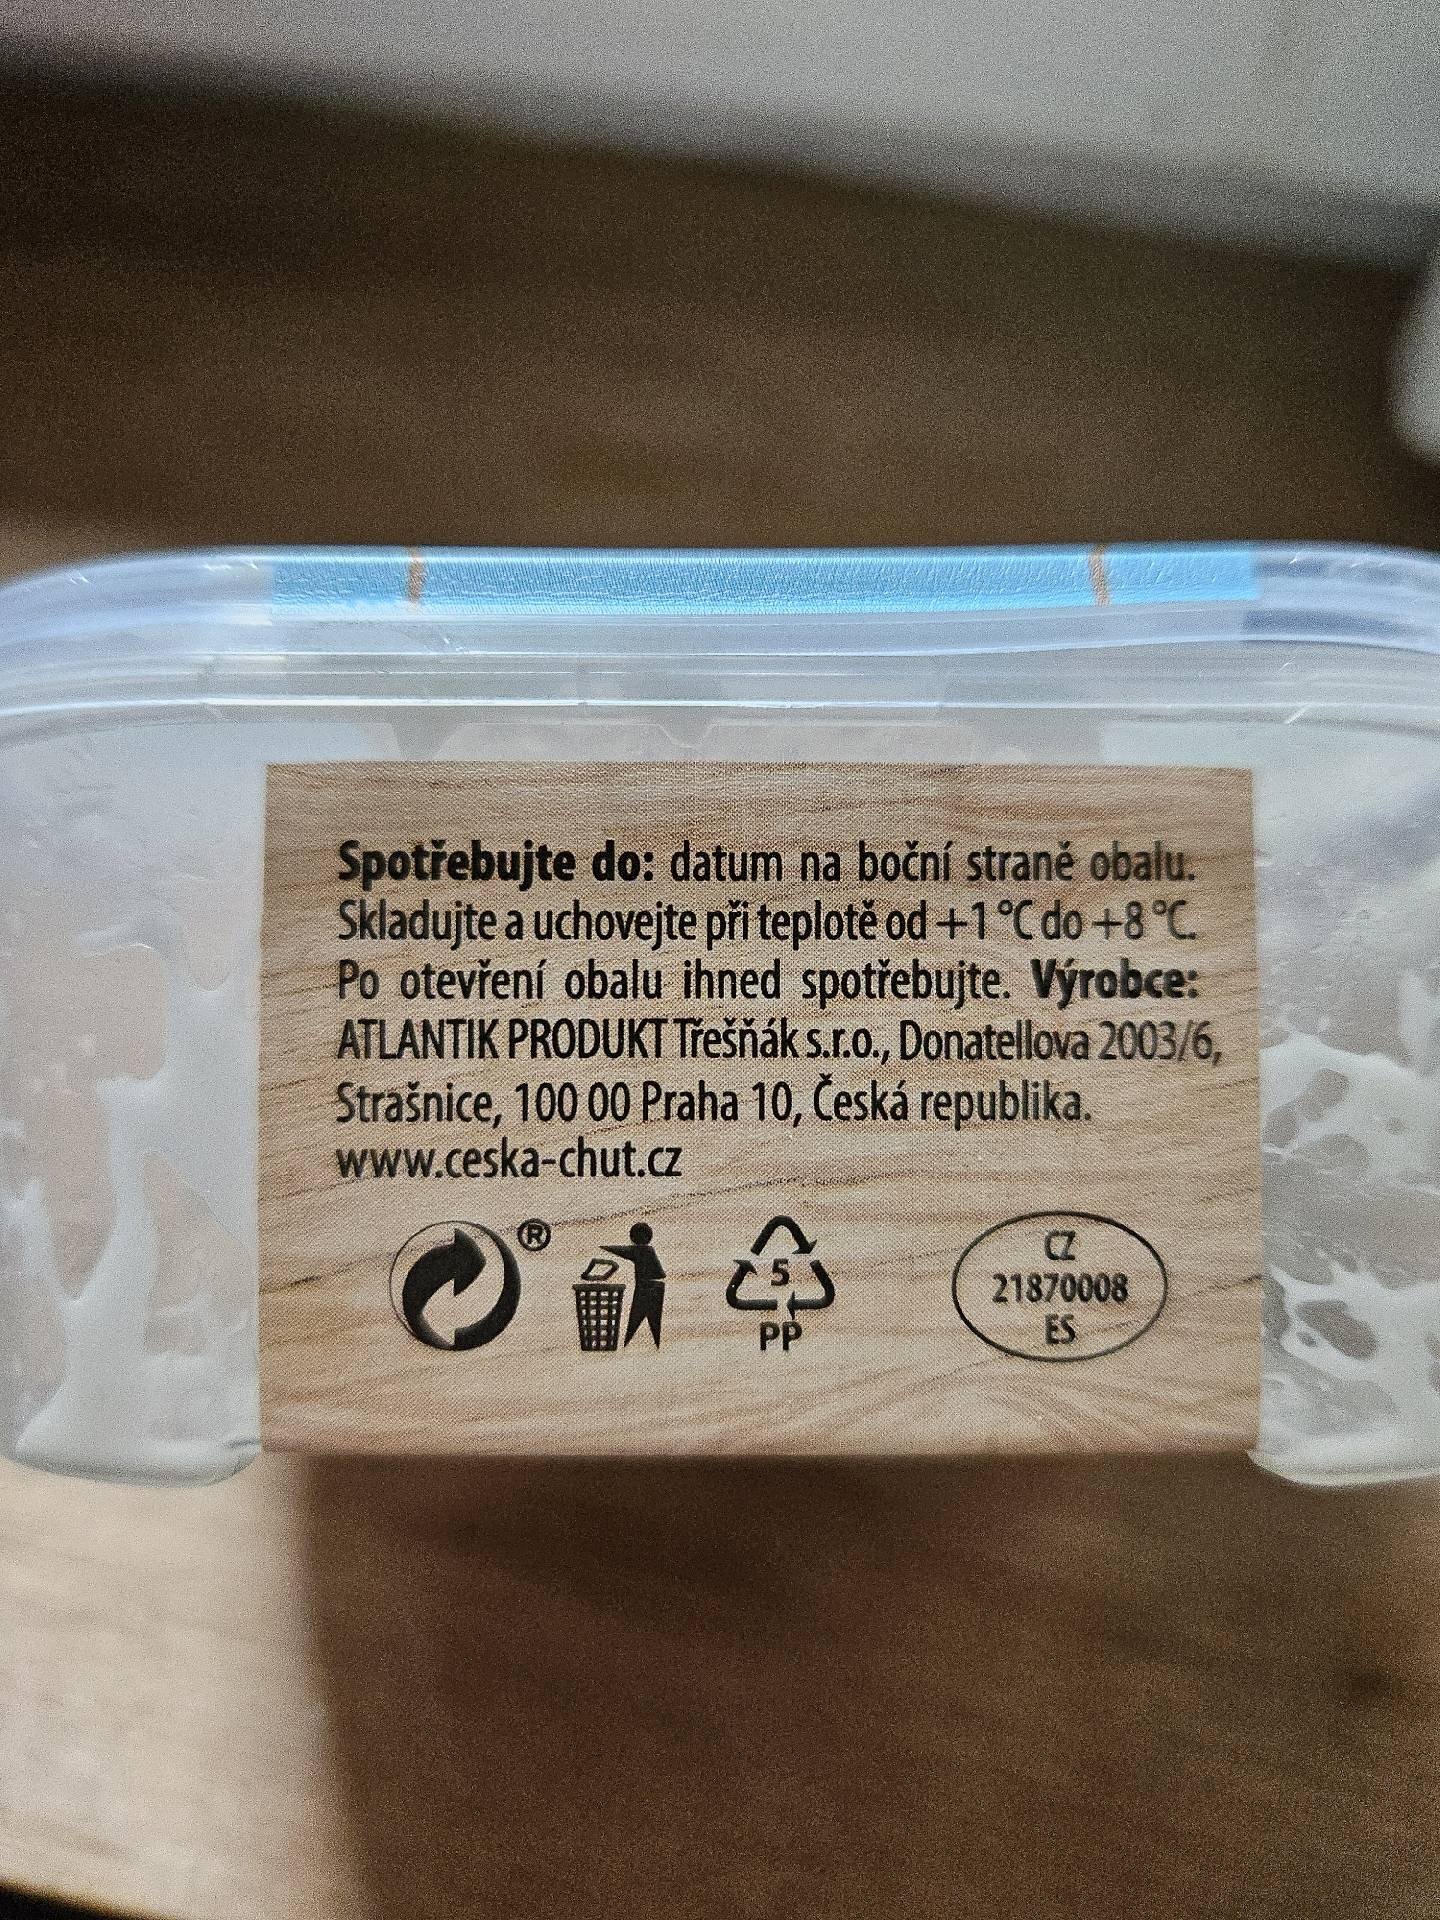 Spotřebujte do: datum na boční straně obalu.
Skladujte a uchovejte při teplotě od +1 °C do +8 °C.
Po otevření obalu ihned spotřebujte. Výrobce:
ATLANTIK PRODUKT Třešňák s.r.o., Donatellova 2003/6,
Strašnice, 100 00 Praha 10, Česká republika.
www.ceska-chut.cz
®
5
PP
CZ
21870008
ES